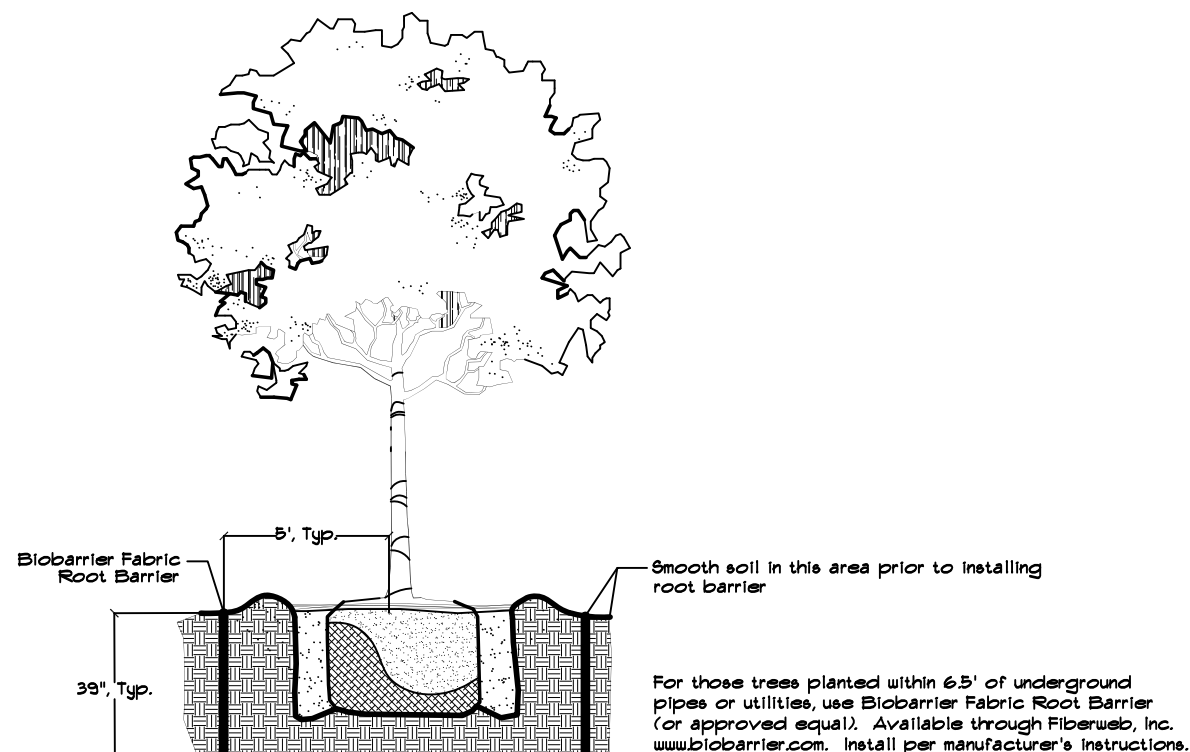 5', Typ.
Biobarrier Fabric
Root Barrier
Smooth soil in this area prior to installing
root barrier
39", Typ.
For those trees planted within 6.5' of underground
pipes or utilities, use Biobarrier Fabric Root Barrier
(or approved equal). Available through Fiberweb, Inc.
www.biobarrier.com. Install per manufacturer's instructions.